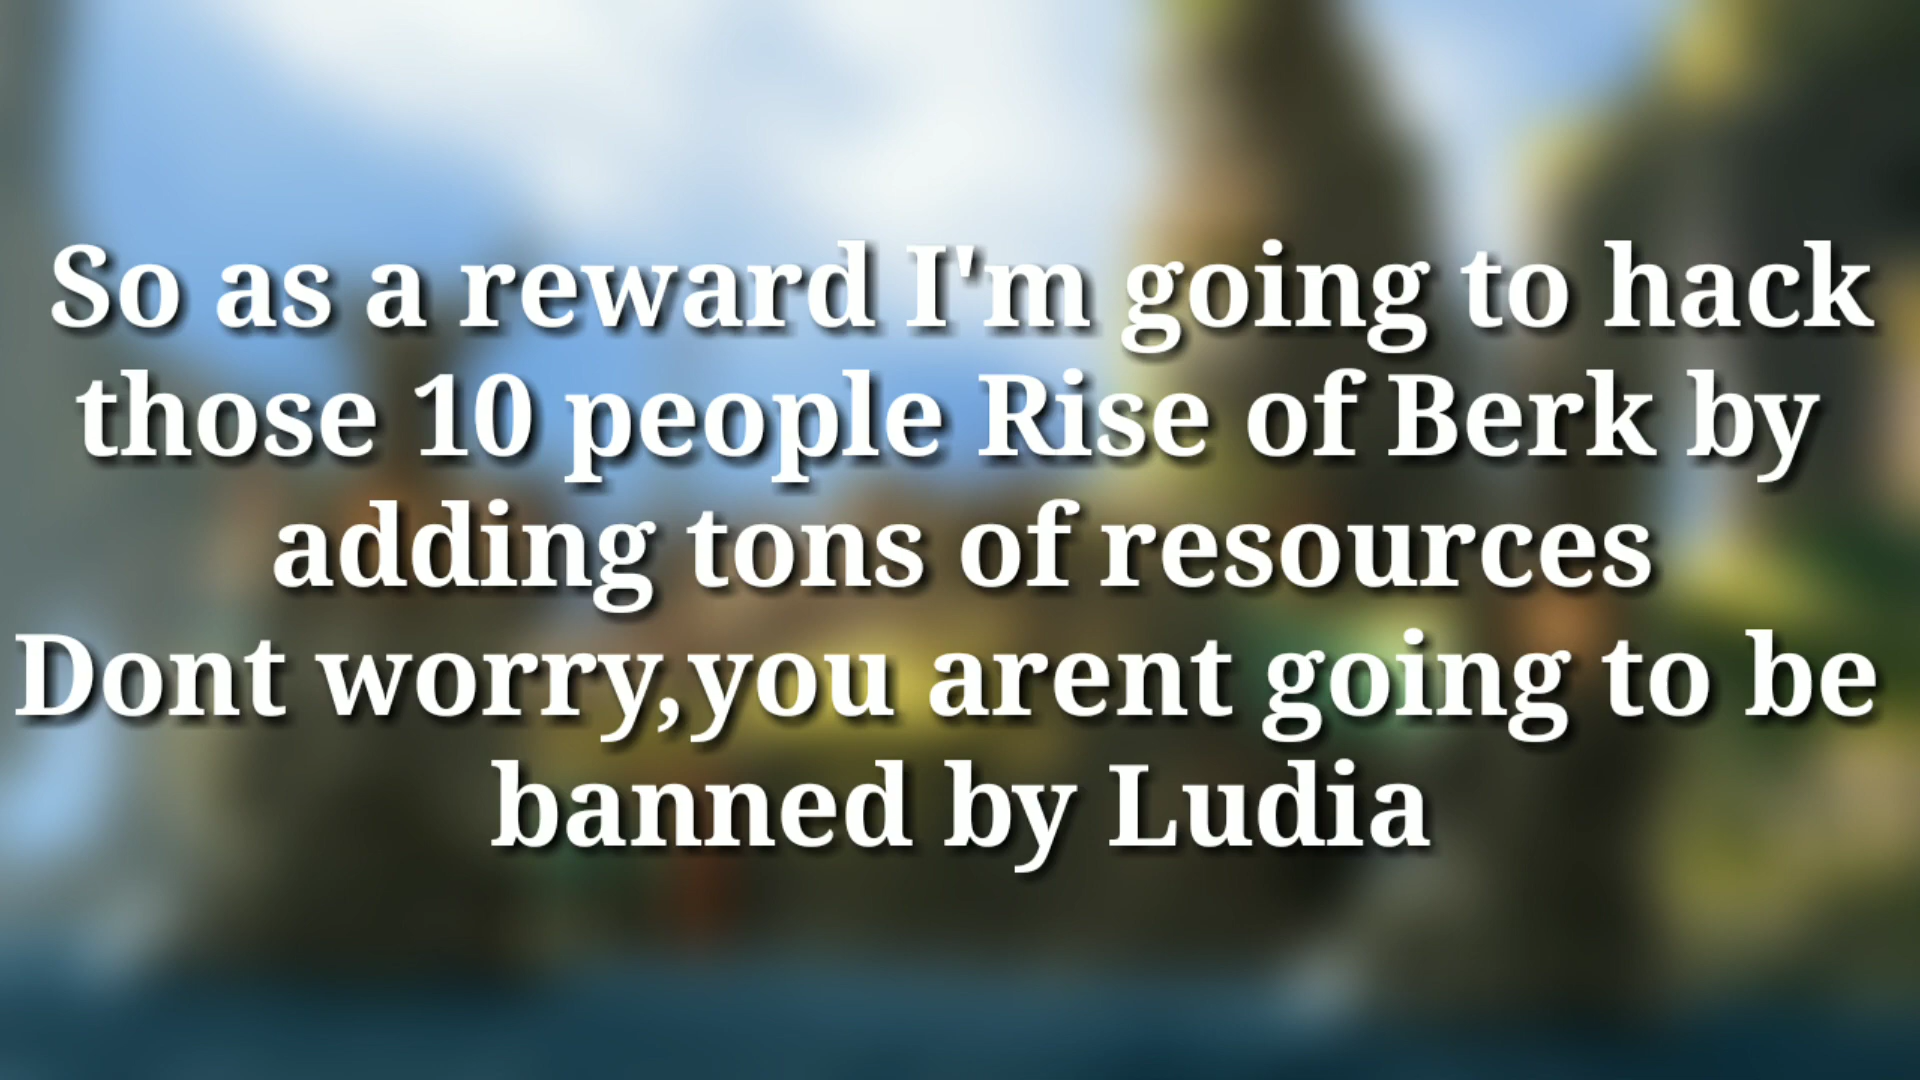 So as a reward I'm going to hack
those 10 people Rise of Berk by
adding tons of resources
Dont worry,you arent going to be
banned by Ludia